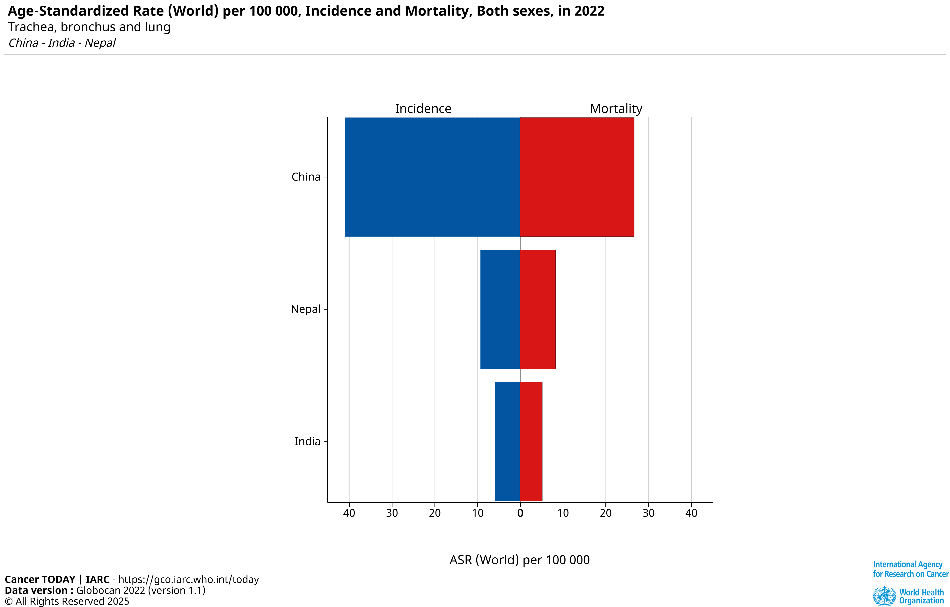 Age-Standardized Rate (World) per 100 000, Incidence and Mortality, Both sexes, in 2022
Trachea, bronchus and lung
China - India - Nepal
Incidence Mortality
China
Nepal
India
40 30 20 10 0 10 20 30 40
ASR (World) per 100 000
Cancer TODAY | IARC - https://gco.iarc.who.int/today
Data version : Globocan 2022 (version 1.1)
© All Rights Reserved 2025
International Agency
for Research on Cancer
World Health
Organization